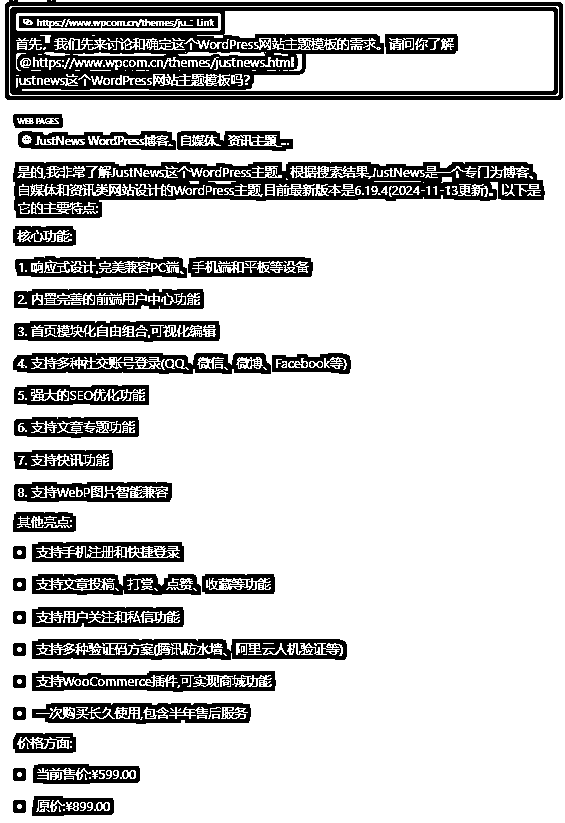 https://www.wpcom.cn/themes/ju... Link
首先，我们先来讨论和确定这个WordPress网站主题模板的需求。请问你了解
@https://www.wpcom.cn/themes/justnews.html
justnews这个WordPress网站主题模板吗？
WEB PAGES
JustNews WordPress博客、自媒体、资讯主题_...
是的,我非常了解JustNews这个WordPress主题。根据搜索结果,JustNews是一个专门为博客、
自媒体和资讯类网站设计的WordPress主题,目前最新版本是6.19.4(2024-11-13更新)。以下是
它的主要特点:
核心功能:
1. 响应式设计,完美兼容PC端、手机端和平板等设备
2. 内置完善的前端用户中心功能
3. 首页模块化自由组合,可视化编辑
4. 支持多种社交账号登录(QQ、微信、微博、Facebook等)
5. 强大的SEO优化功能
6. 支持文章专题功能
7. 支持快讯功能
8. 支持WebP图片智能兼容
其他亮点:
● 支持手机注册和快捷登录
● 支持文章投稿、打赏、点赞、收藏等功能
● 支持用户关注和私信功能
● 支持多种验证码方案(腾讯防水墙、阿里云人机验证等)
● 支持WooCommerce插件,可实现商城功能
● 一次购买长久使用,包含半年售后服务
价格方面:
● 当前售价:¥599.00
● 原价:¥899.00